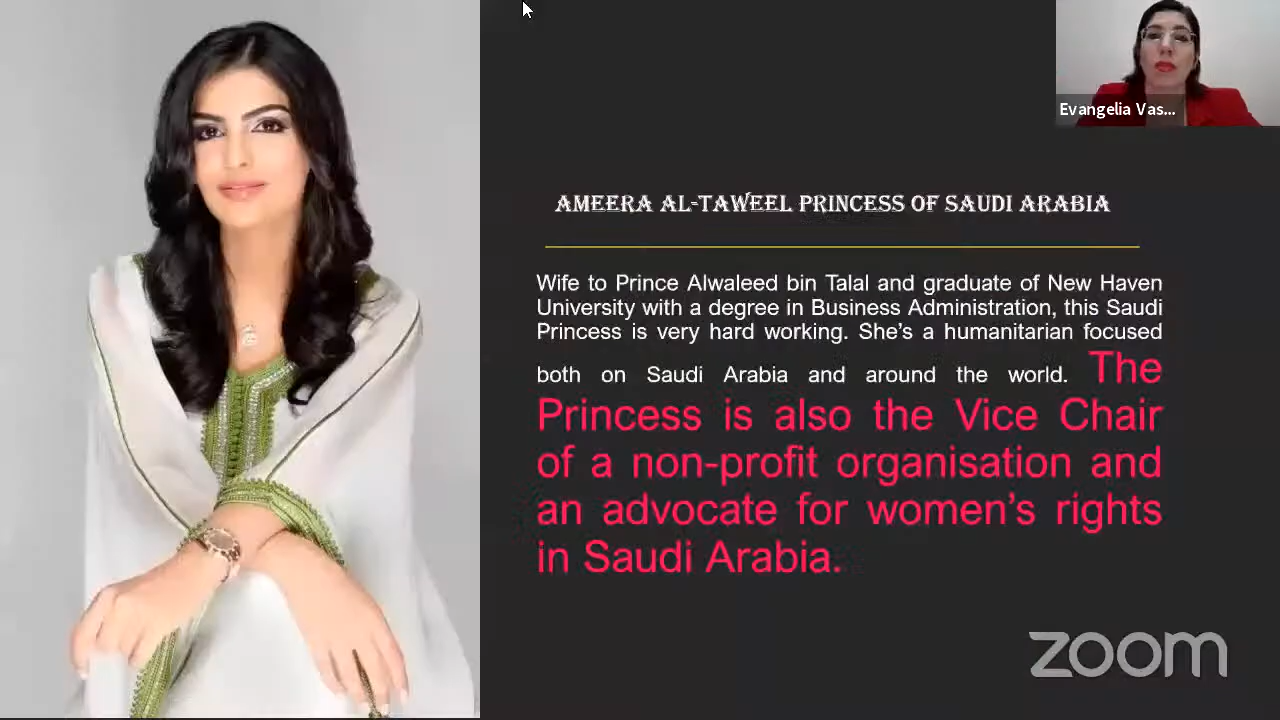 Evangelia Vas...
AMEERA AL-TAWEEL PRINCESS OF SAUDI ARABIA
Wife to Prince Alwaleed bin Talal and graduate of New Haven
University with a degree in Business Administration, this Saudi
Princess is very hard working. She's a humanitarian focused
both on Saudi Arabia and around the world. The
Princess is also the Vice Chair
of a non-profit organisation and
an advocate for women's rights
in Saudi Arabia.
zoom